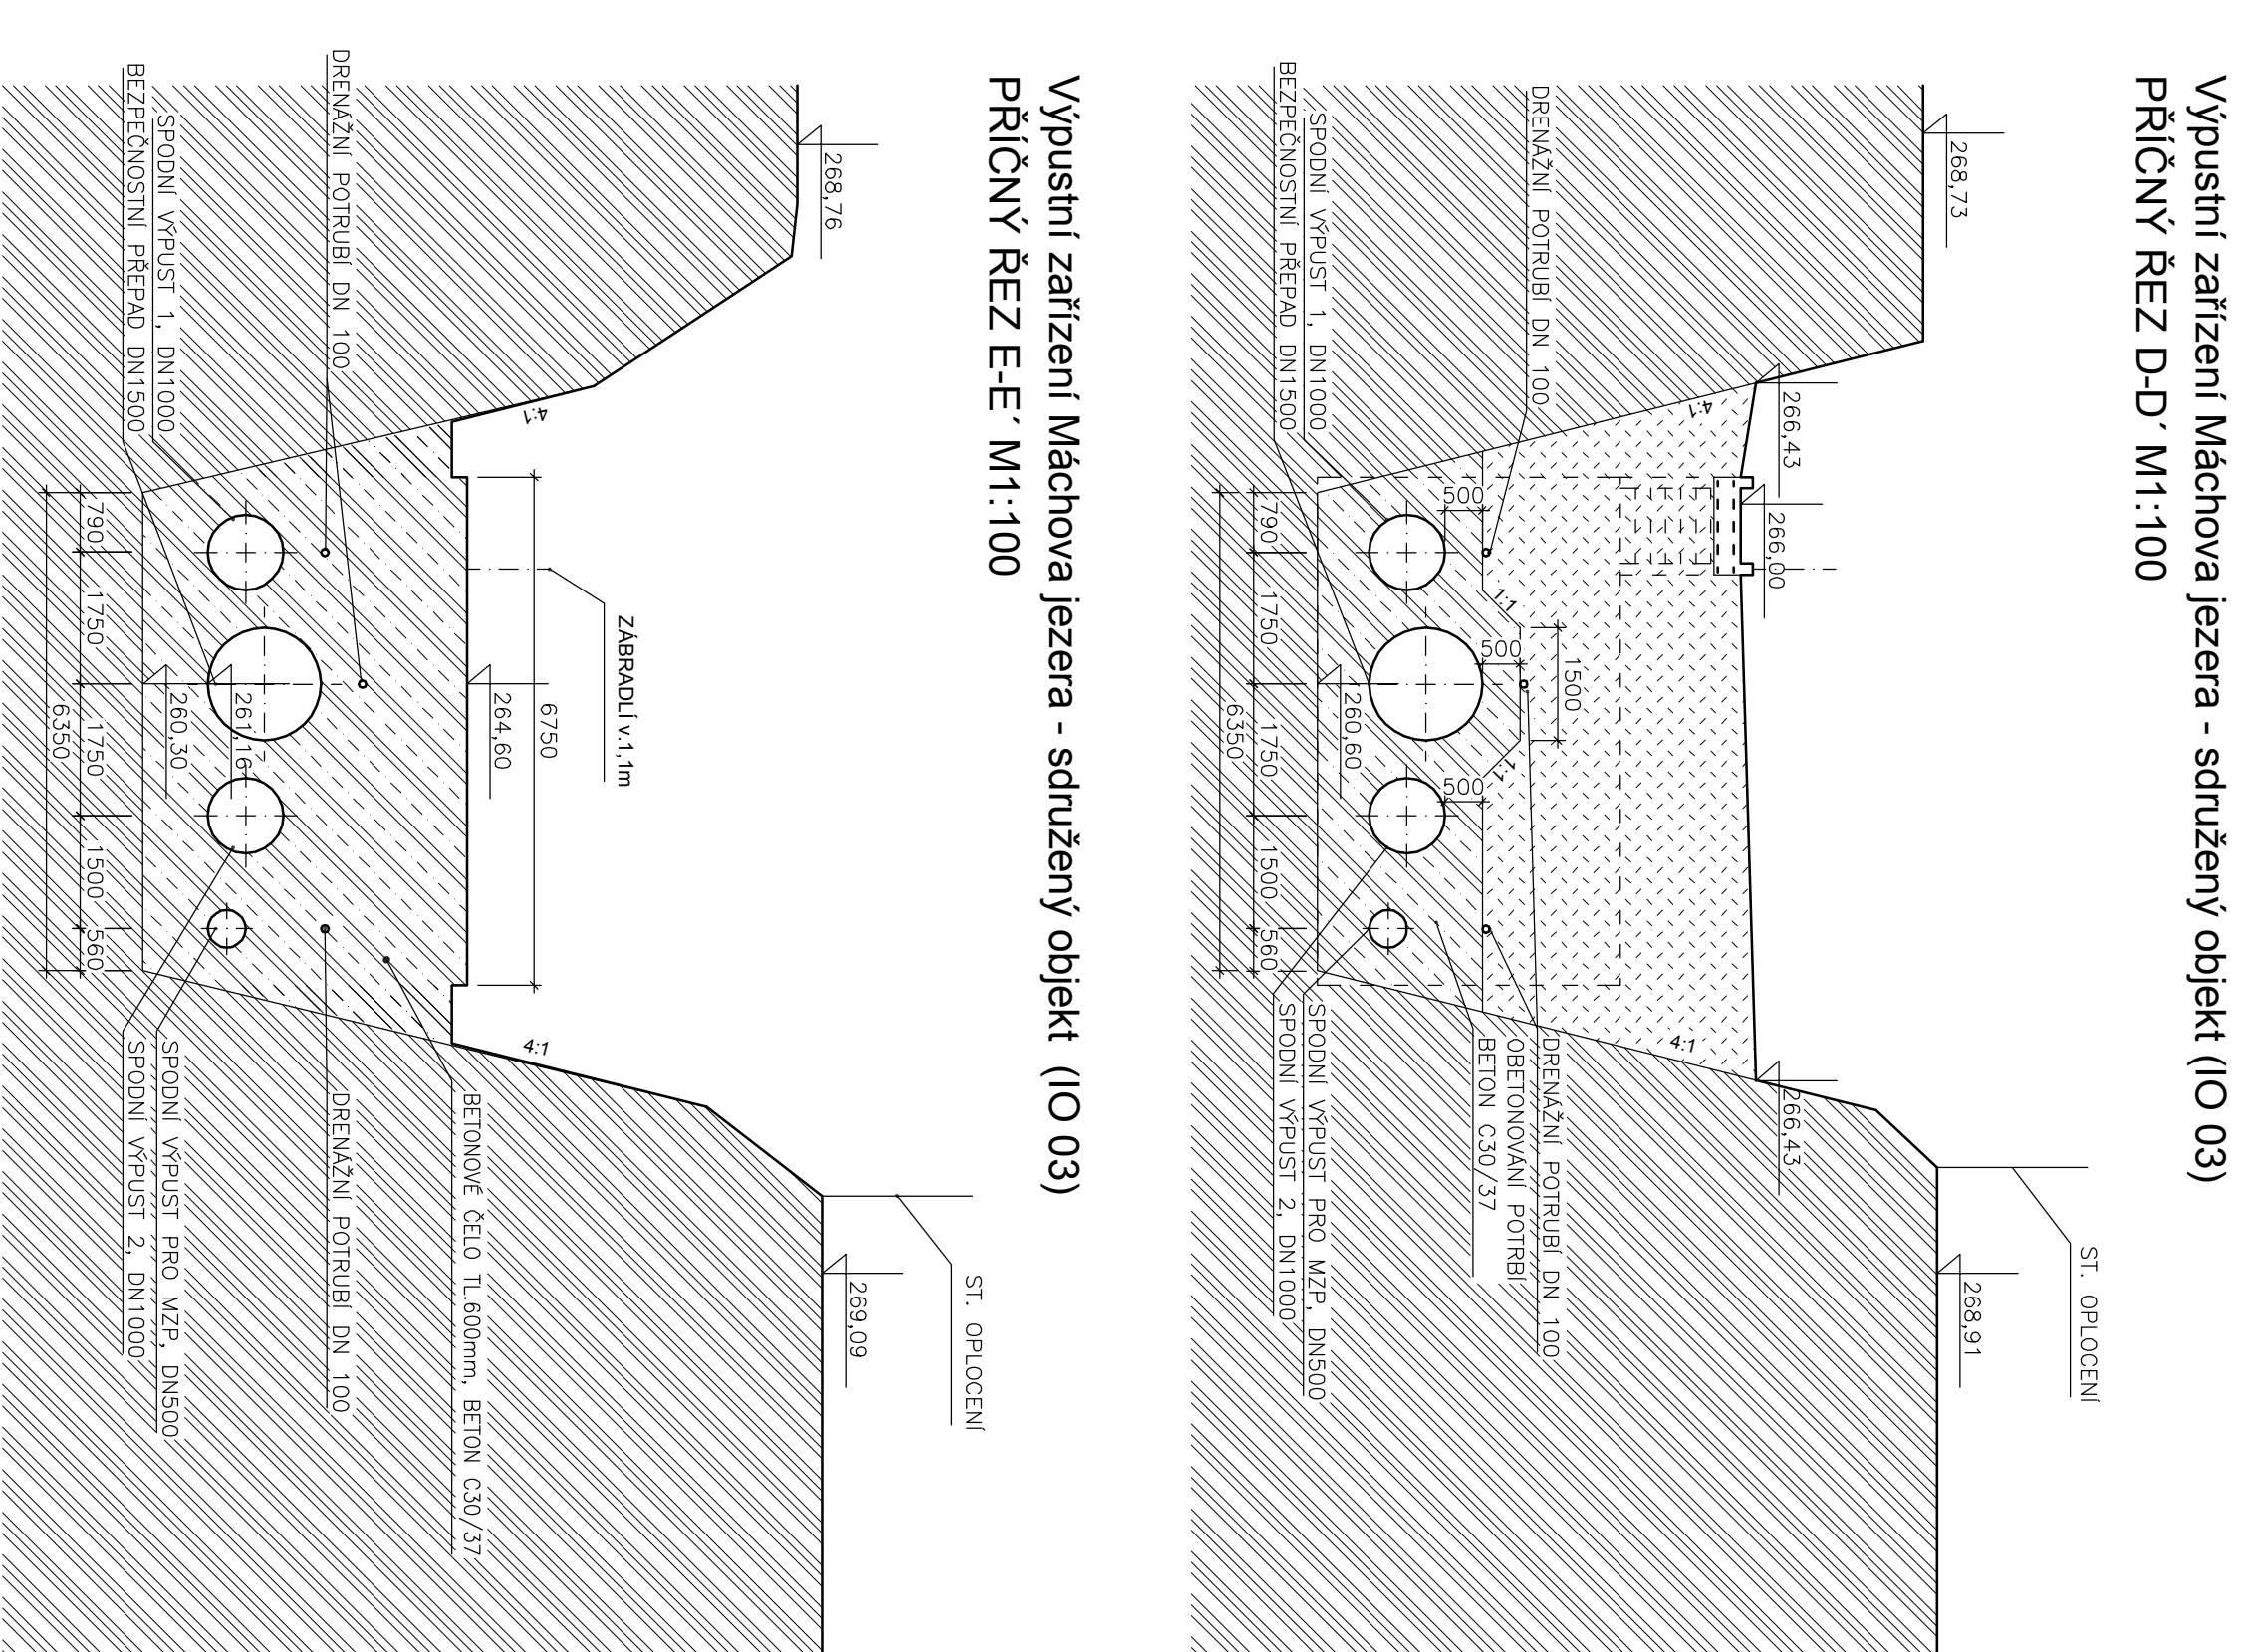 Výpustní zařízení Máchova jezera - sdružený objekt (IO 03)
PŘÍČNÝ ŘEZ D-D´ M1:100
268,73
266,43
266,00
266,43
268,91
ST. OPLOCENÍ
4:1
4:1
1:1
1:1
1500
500
500
500
260,60
DRENÁŽNÍ POTRUBÍ DN 100
SPODNÍ VÝPUST 1, DN1000
BEZPEČNOSTNÍ PŘEPAD DN1500
DRENÁŽNÍ POTRUBÍ DN 100
OBETONOVÁNÍ POTRBÍ
BETON C30/37
SPODNÍ VÝPUST PRO MZP, DN500
SPODNÍ VÝPUST 2, DN1000
790
1750
1750
1500
560
6350
Výpustní zařízení Máchova jezera - sdružený objekt (IO 03)
PŘÍČNÝ ŘEZ E-E´ M1:100
268,76
269,09
ST. OPLOCENÍ
ZÁBRADLÍ v.1,1m
4:1
4:1
6750
264,60
261,16
260,30
DRENÁŽNÍ POTRUBÍ DN 100
SPODNÍ VÝPUST 1, DN1000
BEZPEČNOSTNÍ PŘEPAD DN1500
BETONOVÉ ČELO TL.600mm, BETON C30/37
DRENÁŽNÍ POTRUBÍ DN 100
SPODNÍ VÝPUST PRO MZP, DN500
SPODNÍ VÝPUST 2, DN1000
790
1750
1750
1500
560
6350